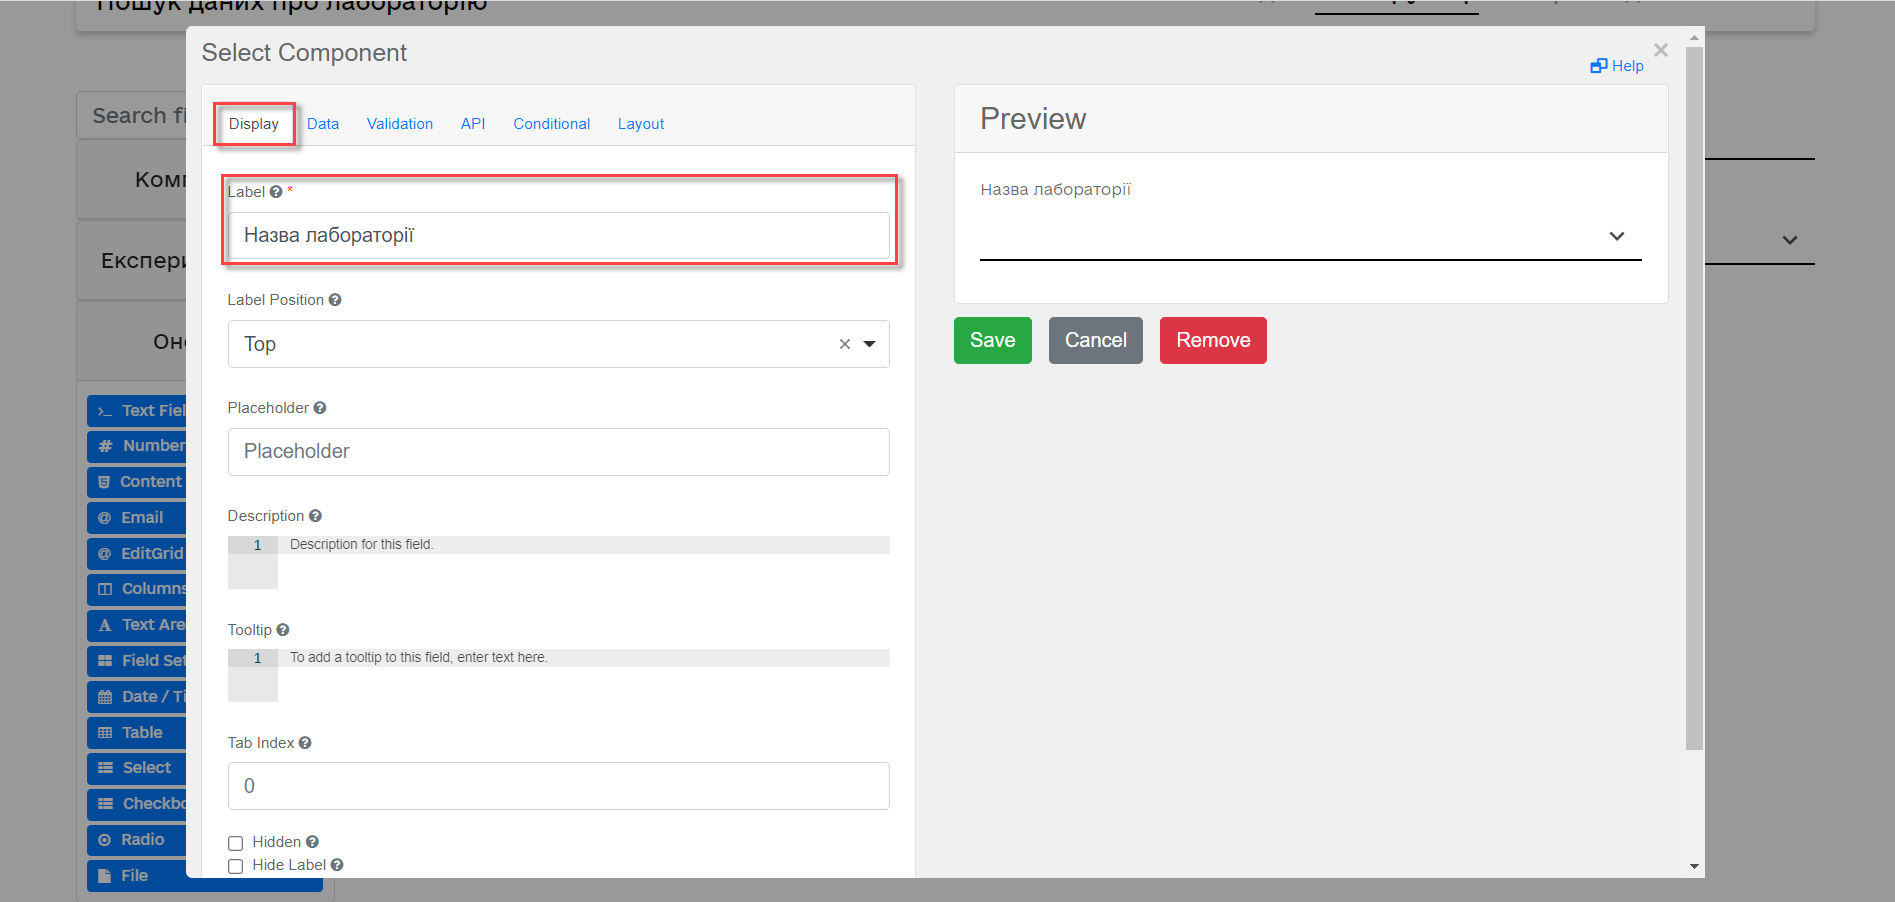 Пошук даних про лабораторію
Select Component
Help
Search fi
Display Data Validation API Conditional Layout
Preview
Label *
Назва лабораторії
Назва лабораторії
Label Position
Top
Save Cancel Remove
Placeholder
Placeholder
Description
1 Description for this field.
Tooltip
1 To add a tooltip to this field, enter text here.
Tab Index
0
Hidden
Hide Label
Комп
Експери
Он
Text Fiel
Number
Content
Email
EditGrid
Columns
Text Are
Field Set
Date / Ti
Table
Select
Checkbo
Radio
File